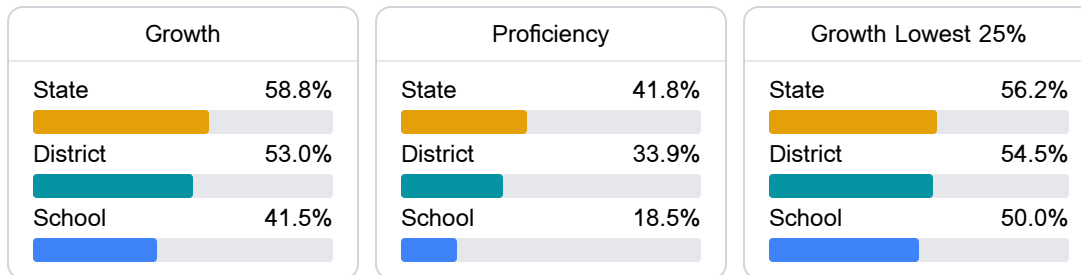 Growth
State 58.8%
District 53.0%
School 41.5%
Proficiency
State 41.8%
District 33.9%
School 18.5%
Growth Lowest 25%
State 56.2%
District 54.5%
School 50.0%